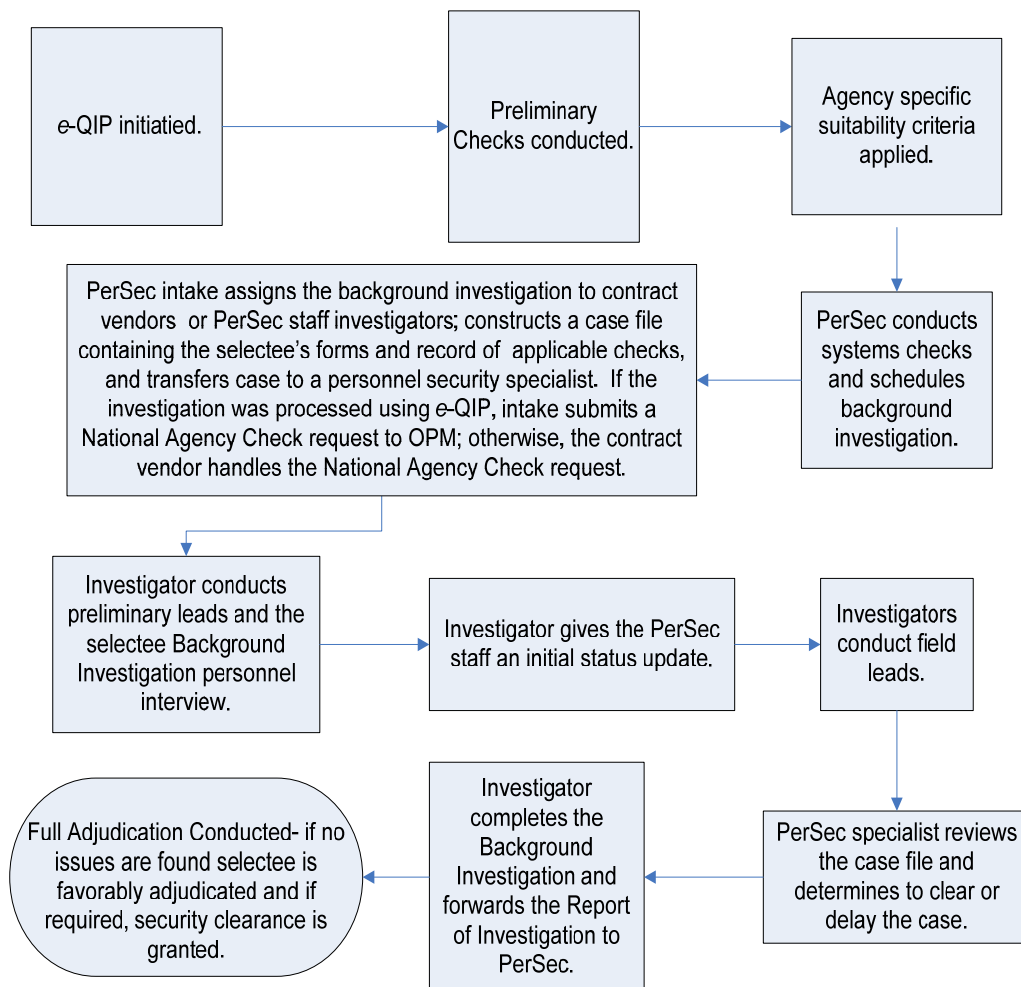 e-QIP initiatied.
Preliminary
Checks conducted.
Agency specific
suitability criteria
applied.
PerSec conducts
systems checks
and schedules
background
investigation.
PerSec intake assigns the background investigation to contract
vendors or PerSec staff investigators; constructs a case file
containing the selectee's forms and record of applicable checks,
and transfers case to a personnel security specialist. If the
investigation was processed using e-QIP, intake submits a
National Agency Check request to OPM; otherwise, the contract
vendor handles the National Agency Check request.
Investigator conducts
preliminary leads and the
selectee Background
Investigation personnel
interview.
Investigator gives the PerSec
staff an initial status update.
Investigators
conduct field
leads.
PerSec specialist reviews
the case file and
determines to clear or
delay the case.
Investigator
completes the
Background
Investigation and
forwards the Report
of Investigation to
PerSec.
Full Adjudication Conducted- if no
issues are found selectee is
favorably adjudicated and if
required, security clearance is
granted.